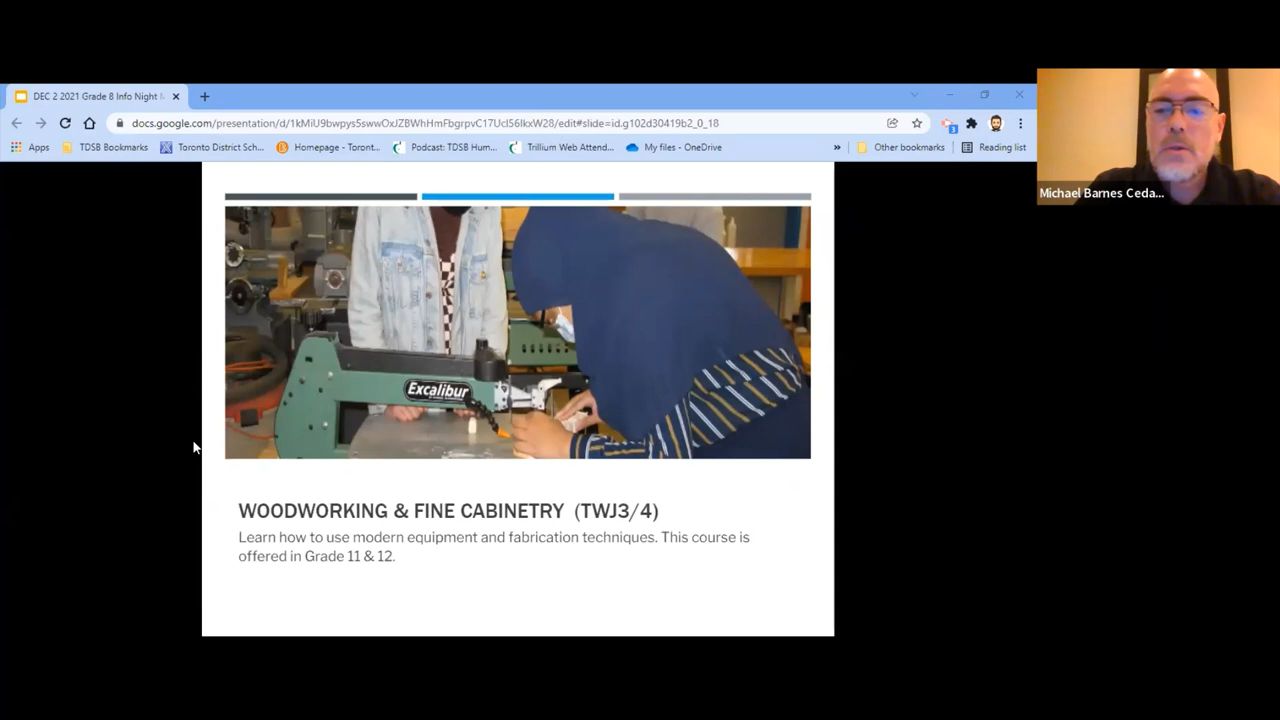 DEC 2 2021 Grade 8 Info Night
docs.google.com/presentation/d/1kMiU9bwpys5swwOxJZBWhHmFbgrpvC17UcI56IkxW28/edit#slide=id.g102d30419b2_0_18
Apps TDSB Bookmarks Toronto District Sch... Homepage - Toront... Podcast: TDSB Hum... Trillium Web Attend... My files - OneDrive » Other bookmarks Reading list
3
Michael Barnes Ceda...
Excalibur
WOODWORKING & FINE CABINETRY (TWJ3/4)
Learn how to use modern equipment and fabrication techniques. This course is
offered in Grade 11 & 12.